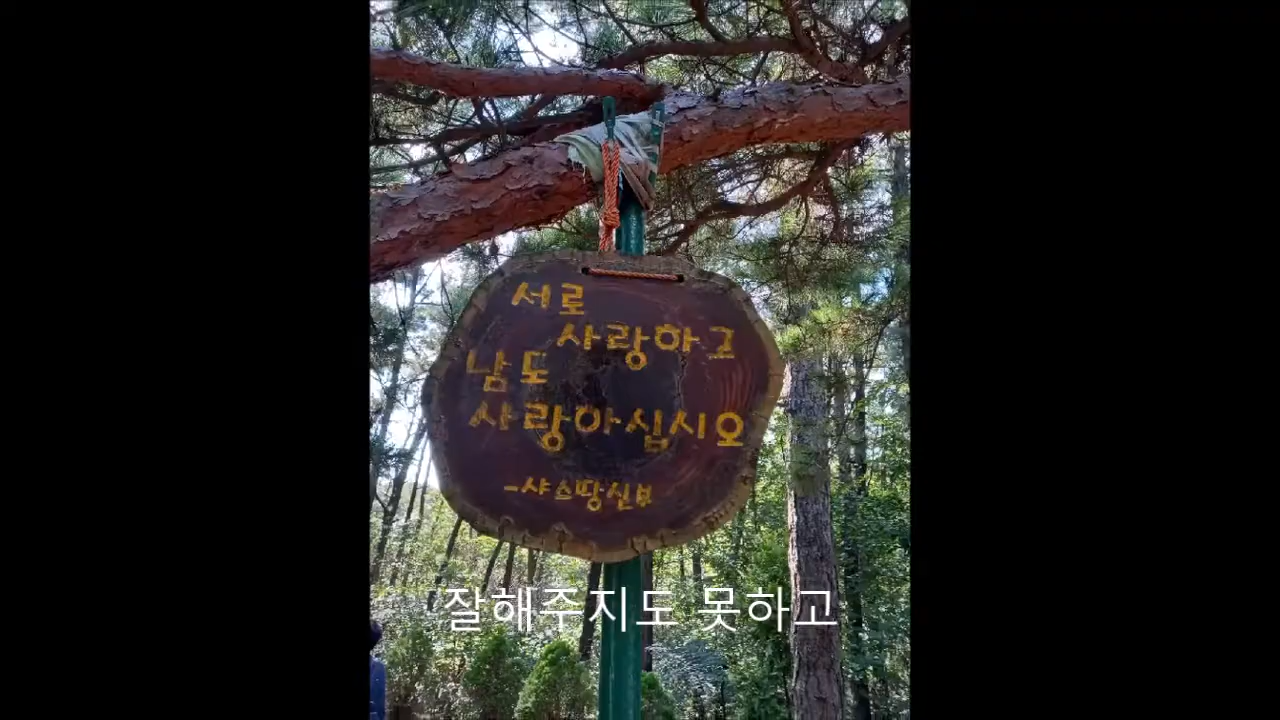 서로
사랑하고
남도
사랑아십시오
-샤스땅신부
잘해주지도 못하고